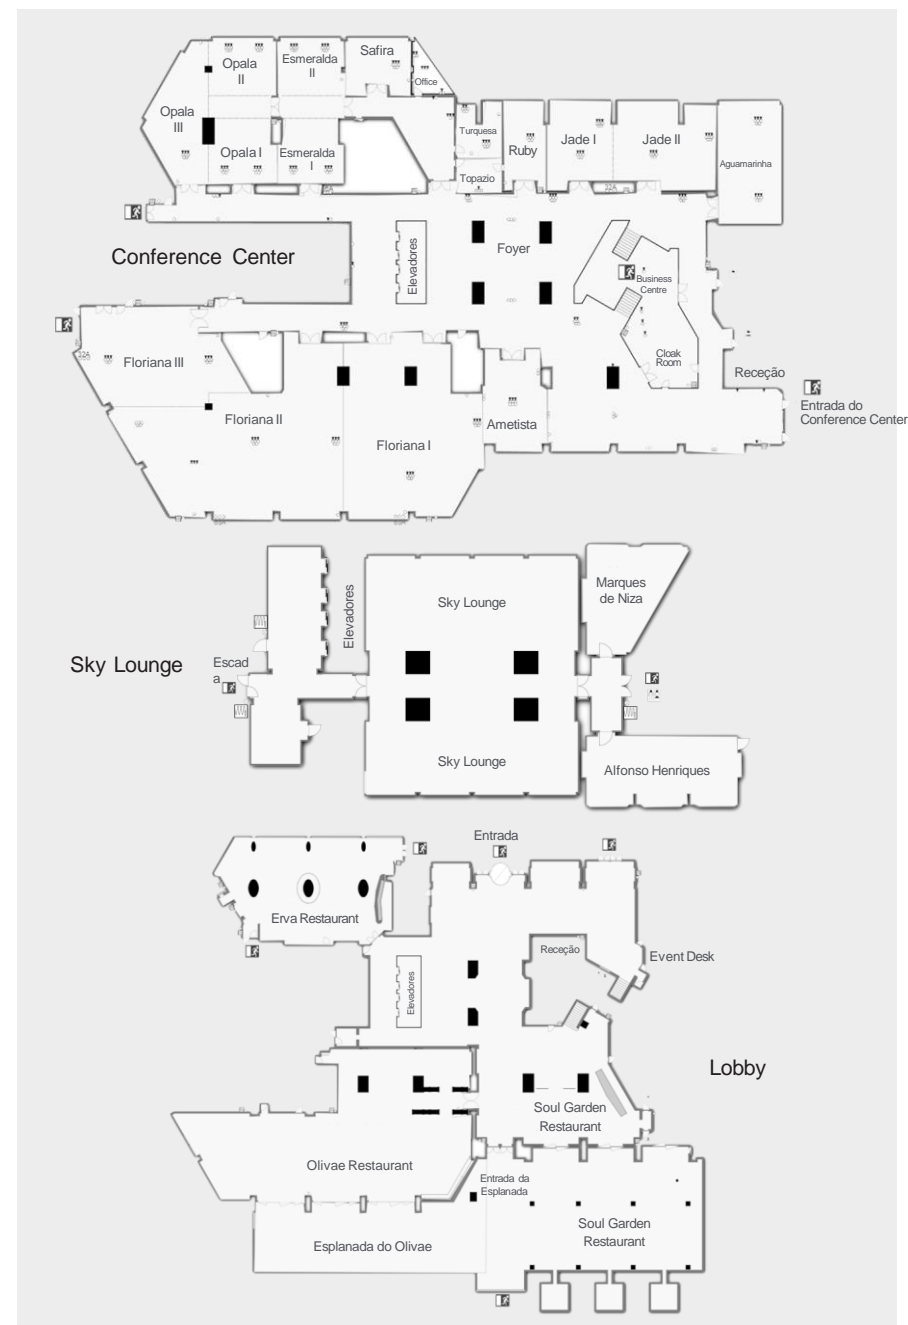 Safira
Opala
II
Esmeralda
II
Office
Opala
III
Turquesa
Opala I
Esmeralda
I
Ruby
Jade I
Jade II
Aguamarinha
Topazio
32A
Conference Center
Elevadores
Foyer
Business
Centre
Floriana III
32A
Cloak
Room
Receção
Entrada do
Conference Center
Floriana II
Floriana I
Ametista
Marques
de Niza
Sky Lounge
Elevadores
Sky Lounge
Escad
a
Sky Lounge
Alfonso Henriques
Entrada
Erva Restaurant
Receção
Event Desk
Elevadores
Lobby
Soul Garden
Restaurant
Olivae Restaurant
Entrada da
Esplanada
Soul Garden
Restaurant
Esplanada do Olivae